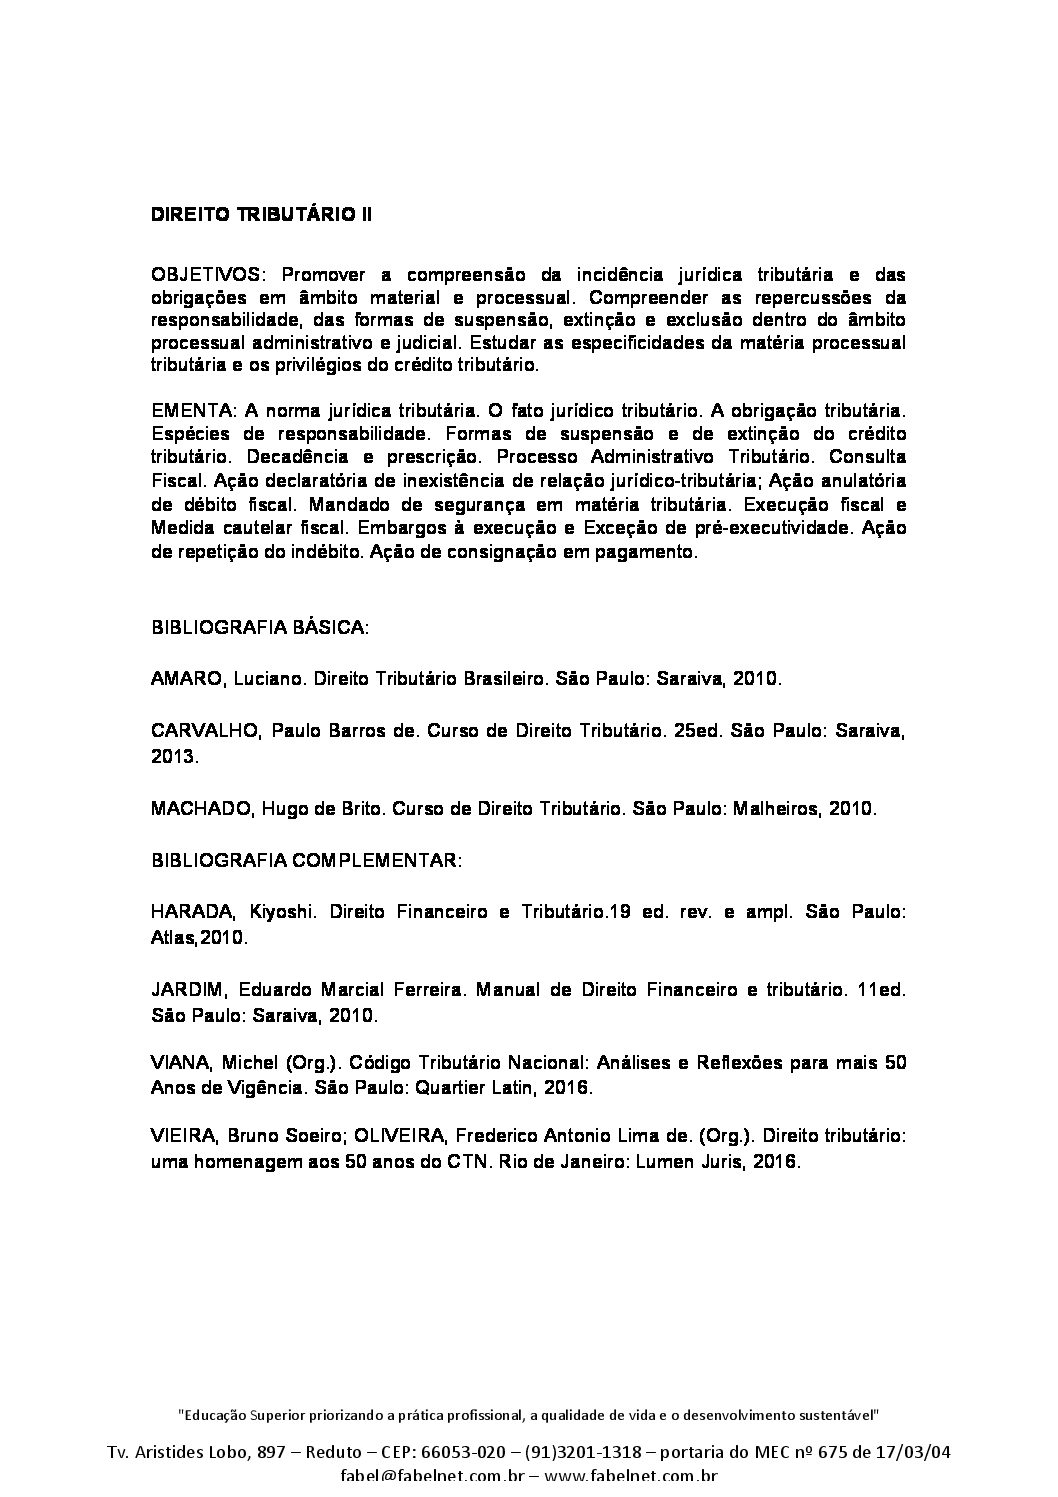 DIREITO TRIBUTÁRIO II
OBJETIVOS: Promover a compreensão da incidência jurídica tributária e das
obrigações em âmbito material e processual. Compreender as repercussões da
responsabilidade, das formas de suspensão, extinção e exclusão dentro do âmbito
processual administrativo e judicial. Estudar as especificidades da matéria processual
tributária e os privilégios do crédito tributário.
EMENTA: A norma jurídica tributária. O fato jurídico tributário. A obrigação tributária.
Espécies de responsabilidade. Formas de suspensão e de extinção do crédito
tributário. Decadência e prescrição. Processo Administrativo Tributário. Consulta
Fiscal. Ação declaratória de inexistência de relação jurídico-tributária; Ação anulatória
de débito fiscal. Mandado de segurança em matéria tributária. Execução fiscal e
Medida cautelar fiscal. Embargos à execução e Exceção de pré-executividade. Ação
de repetição do indébito. Ação de consignação em pagamento.
BIBLIOGRAFIA BÁSICA:
AMARO, Luciano. Direito Tributário Brasileiro. São Paulo: Saraiva, 2010.
CARVALHO, Paulo Barros de. Curso de Direito Tributário. 25ed. São Paulo: Saraiva,
2013.
MACHADO, Hugo de Brito. Curso de Direito Tributário. São Paulo: Malheiros, 2010.
BIBLIOGRAFIA COMPLEMENTAR:
HARADA, Kiyoshi. Direito Financeiro e Tributário.19 ed. rev. e ampl. São Paulo:
Atlas,2010.
JARDIM, Eduardo Marcial Ferreira. Manual de Direito Financeiro e tributário. 11ed.
São Paulo: Saraiva, 2010.
VIANA, Michel (Org.). Código Tributário Nacional: Análises e Reflexões para mais 50
Anos de Vigência. São Paulo: Quartier Latin, 2016.
VIEIRA, Bruno Soeiro; OLIVEIRA, Frederico Antonio Lima de. (Org.). Direito tributário:
uma homenagem aos 50 anos do CTN. Rio de Janeiro: Lumen Juris, 2016.
"Educação Superior priorizando a prática profissional, a qualidade de vida e o desenvolvimento sustentável"
Tv. Aristides Lobo, 897 – Reduto – CEP: 66053-020 – (91)3201-1318 – portaria do MEC nº 675 de 17/03/04
fabel@fabelnet.com.br – www.fabelnet.com.br